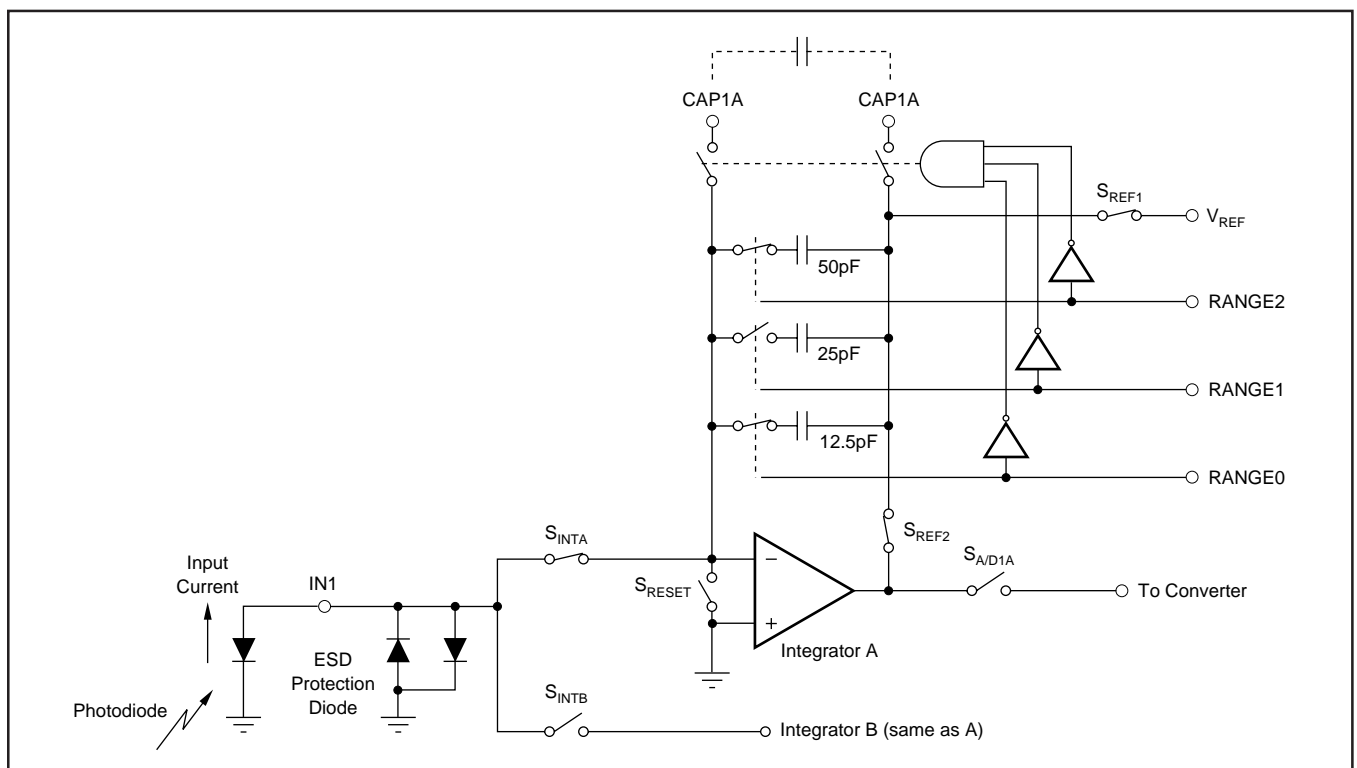 CAP1A
CAP1A
SREF1
VREF
50pF
RANGE2
25pF
RANGE1
12.5pF
RANGE0
SREF2
SINTA
SA/D1A
Input
Current
IN1
SRESET
To Converter
Integrator A
ESD
Protection
Diode
SINTB
Photodiode
Integrator B (same as A)